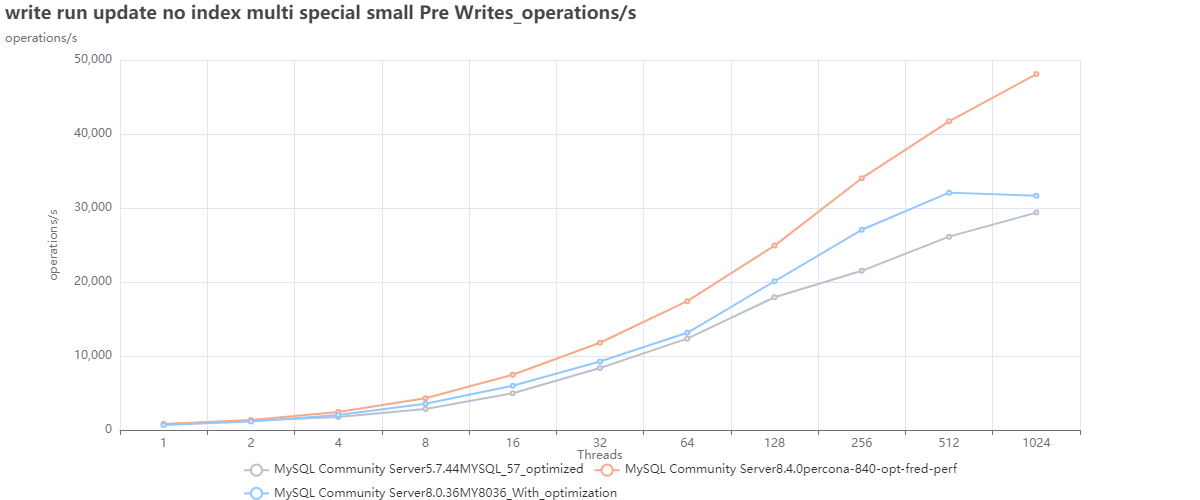 write run update no index multi special small Pre Writes_operations/s
operations/s
50,000
40,000
30,000
20,000
10,000
0
operations/s
1 2 4 8 16 32 64 128 256 512 1024
Threads
MySQL Community Server5.7.44MYSQL_57_optimized MySQL Community Server8.4.0percona-840-opt-fred-perf
MySQL Community Server8.0.36MY8036_With_optimization